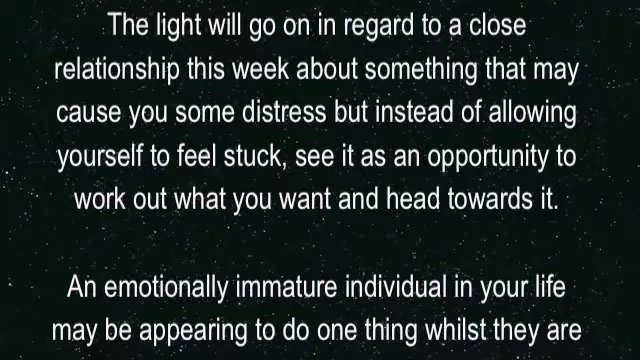 The light will go on in regard to a close
relationship this week about something that may
cause you some distress but instead of allowing
yourself to feel stuck, see it as an opportunity to
work out what you want and head towards it.
An emotionally immature individual in your life
may be appearing to do one thing whilst they are